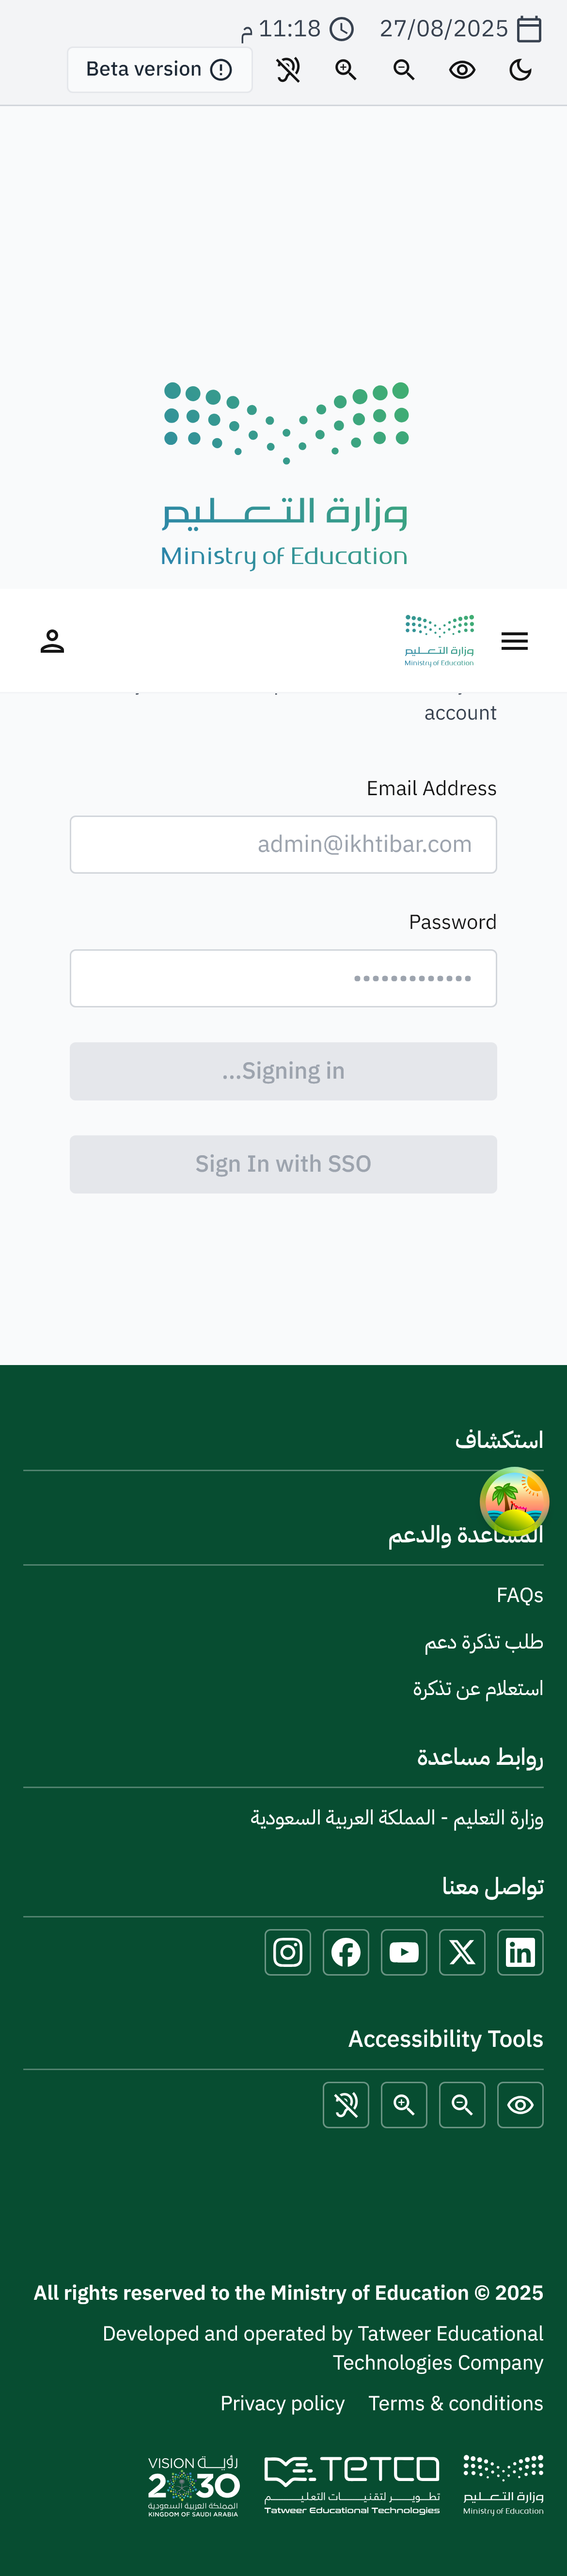 27/08/2025 11:18 م
Beta version
وزارة التعليم
Ministry of Education
وزارة التعليم
Ministry of Education
account
Email Address
admin@ikhtibar.com
Password
•••••••••••••
...Signing in
Sign In with SSO
استكشاف
المساعدة والدعم
FAQs
طلب تذكرة دعم
استعلام عن تذكرة
روابط مساعدة
وزارة التعليم - المملكة العربية السعودية
تواصل معنا
Accessibility Tools
All rights reserved to the Ministry of Education © 2025
Developed and operated by Tatweer Educational
Technologies Company
Privacy policy Terms & conditions
وزارة التعليم
Ministry of Education
TETCO
تطوير لتقنيات التعليم
Tatweer Educational Technologies
VISION رؤية
2030
المملكة العربية السعودية
KINGDOM OF SAUDI ARABIA